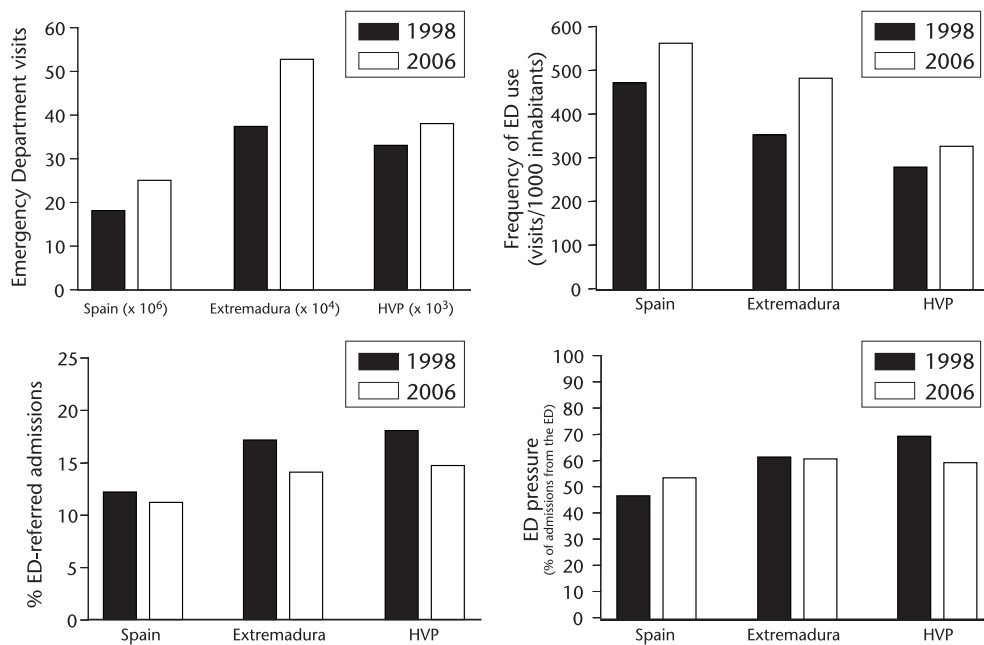 Emergency Department visits
60
50
40
30
20
10
0
1998
2006
Spain (x 10⁶)
Extremadura (x 10⁴)
HVP (x 10³)
Frequency of ED use
(visits/1000 inhabitants)
600
500
400
300
200
100
0
1998
2006
Spain
Extremadura
HVP
% ED-referred admissions
25
20
15
10
5
0
1998
2006
Spain
Extremadura
HVP
ED pressure
(% of admissions from the ED)
100
90
80
70
60
50
40
30
20
10
0
1998
2006
Spain
Extremadura
HVP